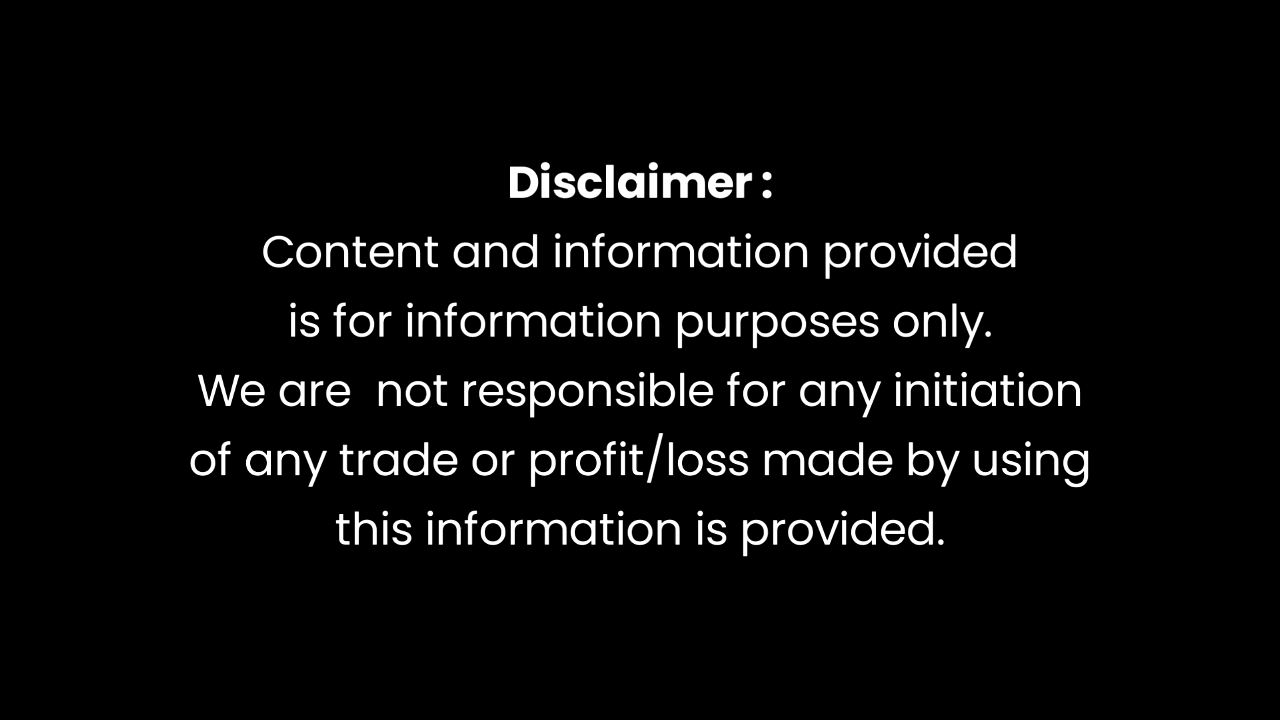 Disclaimer :
Content and information provided
is for information purposes only.
We are  not responsible for any initiation
of any trade or profit/loss made by using
this information is provided.